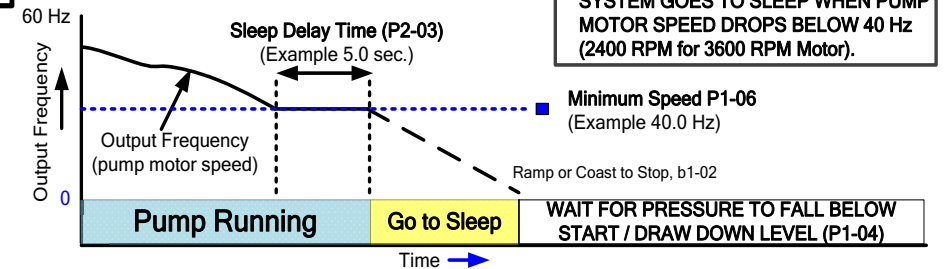 60 Hz
SYSTEM GOES TO SLEEP WHEN PUMP
MOTOR SPEED DROPS BELOW 40 Hz
(2400 RPM for 3600 RPM Motor).
Sleep Delay Time (P2-03)
(Example 5.0 sec.)
Output Frequency
Minimum Speed P1-06
(Example 40.0 Hz)
Output Frequency
(pump motor speed)
Ramp or Coast to Stop, b1-02
0
Pump Running
Go to Sleep
WAIT FOR PRESSURE TO FALL BELOW
START / DRAW DOWN LEVEL (P1-04)
Time